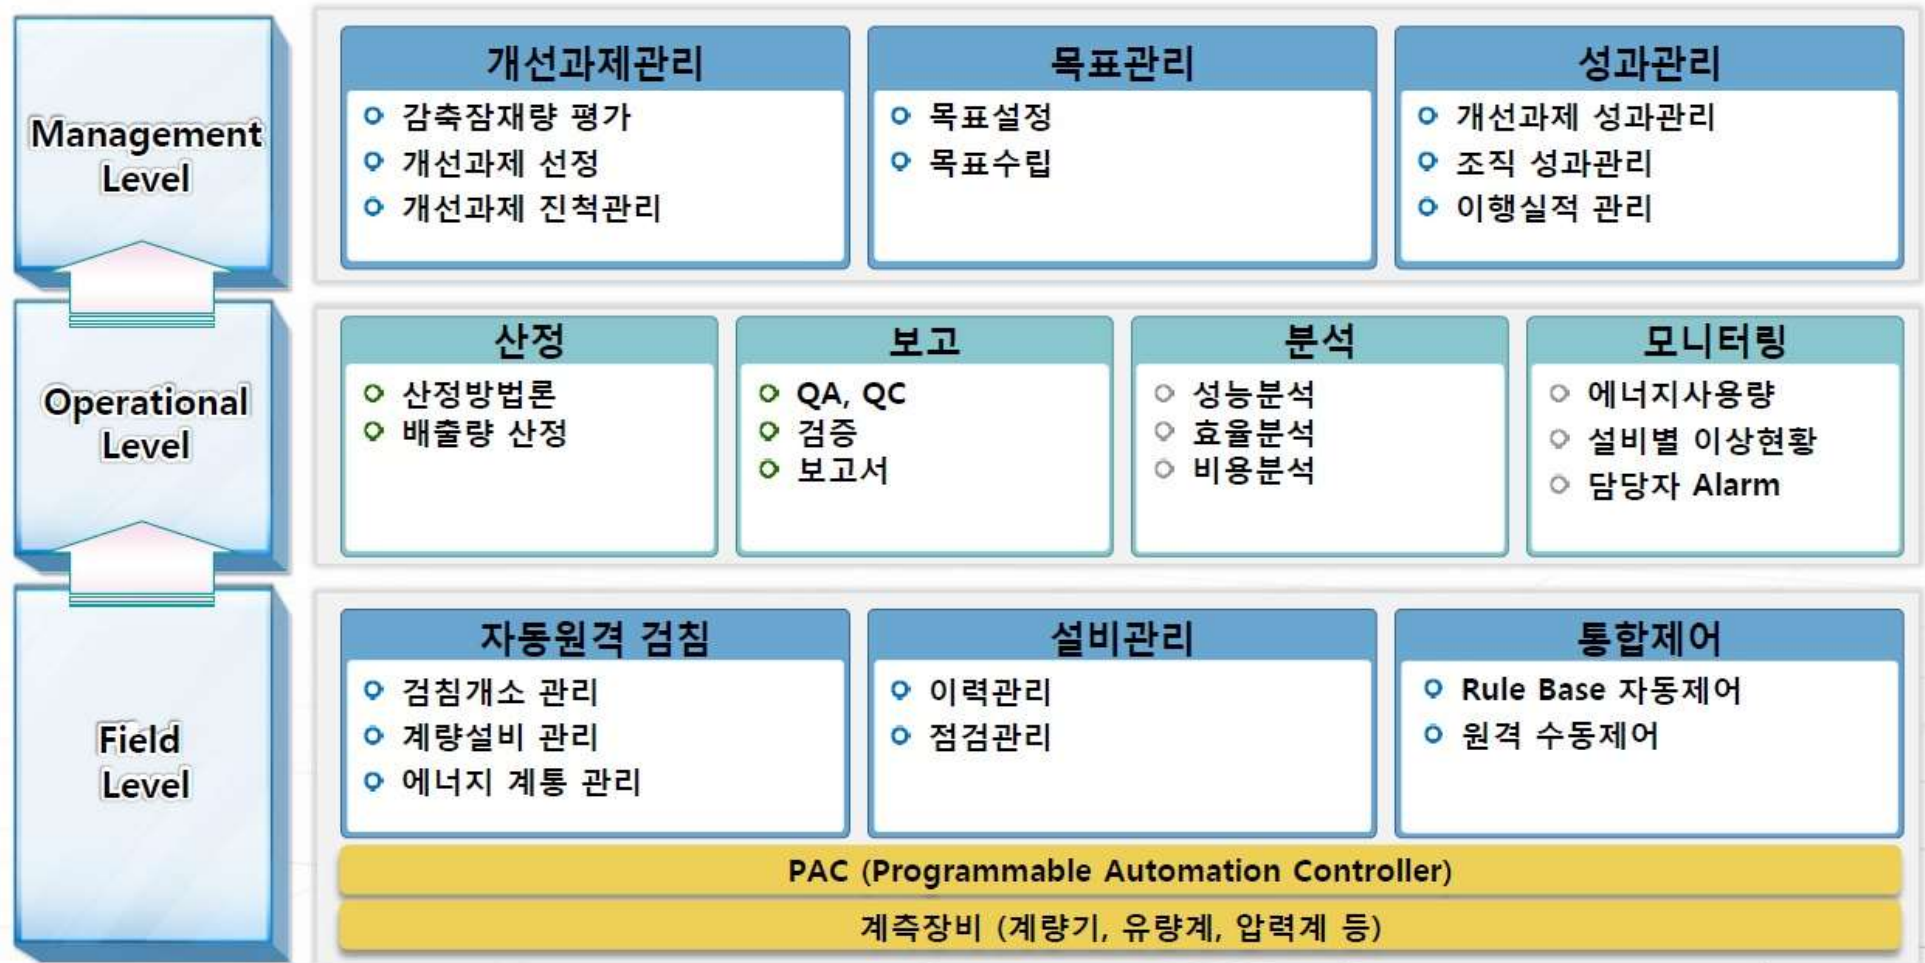 Management
Level
개선과제관리
감축잠재량 평가
개선과제 선정
개선과제 진척관리
목표관리
목표설정
목표수립
성과관리
개선과제 성과관리
조직 성과관리
이행실적 관리
Operational
Level
산정
산정방법론
배출량 산정
보고
QA, QC
검증
보고서
분석
성능분석
효율분석
비용분석
모니터링
에너지사용량
설비별 이상현황
담당자 Alarm
Field
Level
자동원격 검침
검침개소 관리
계량설비 관리
에너지 계통 관리
설비관리
이력관리
점검관리
통합제어
Rule Base 자동제어
원격 수동제어
PAC (Programmable Automation Controller)
계측장비 (계량기, 유량계, 압력계 등)